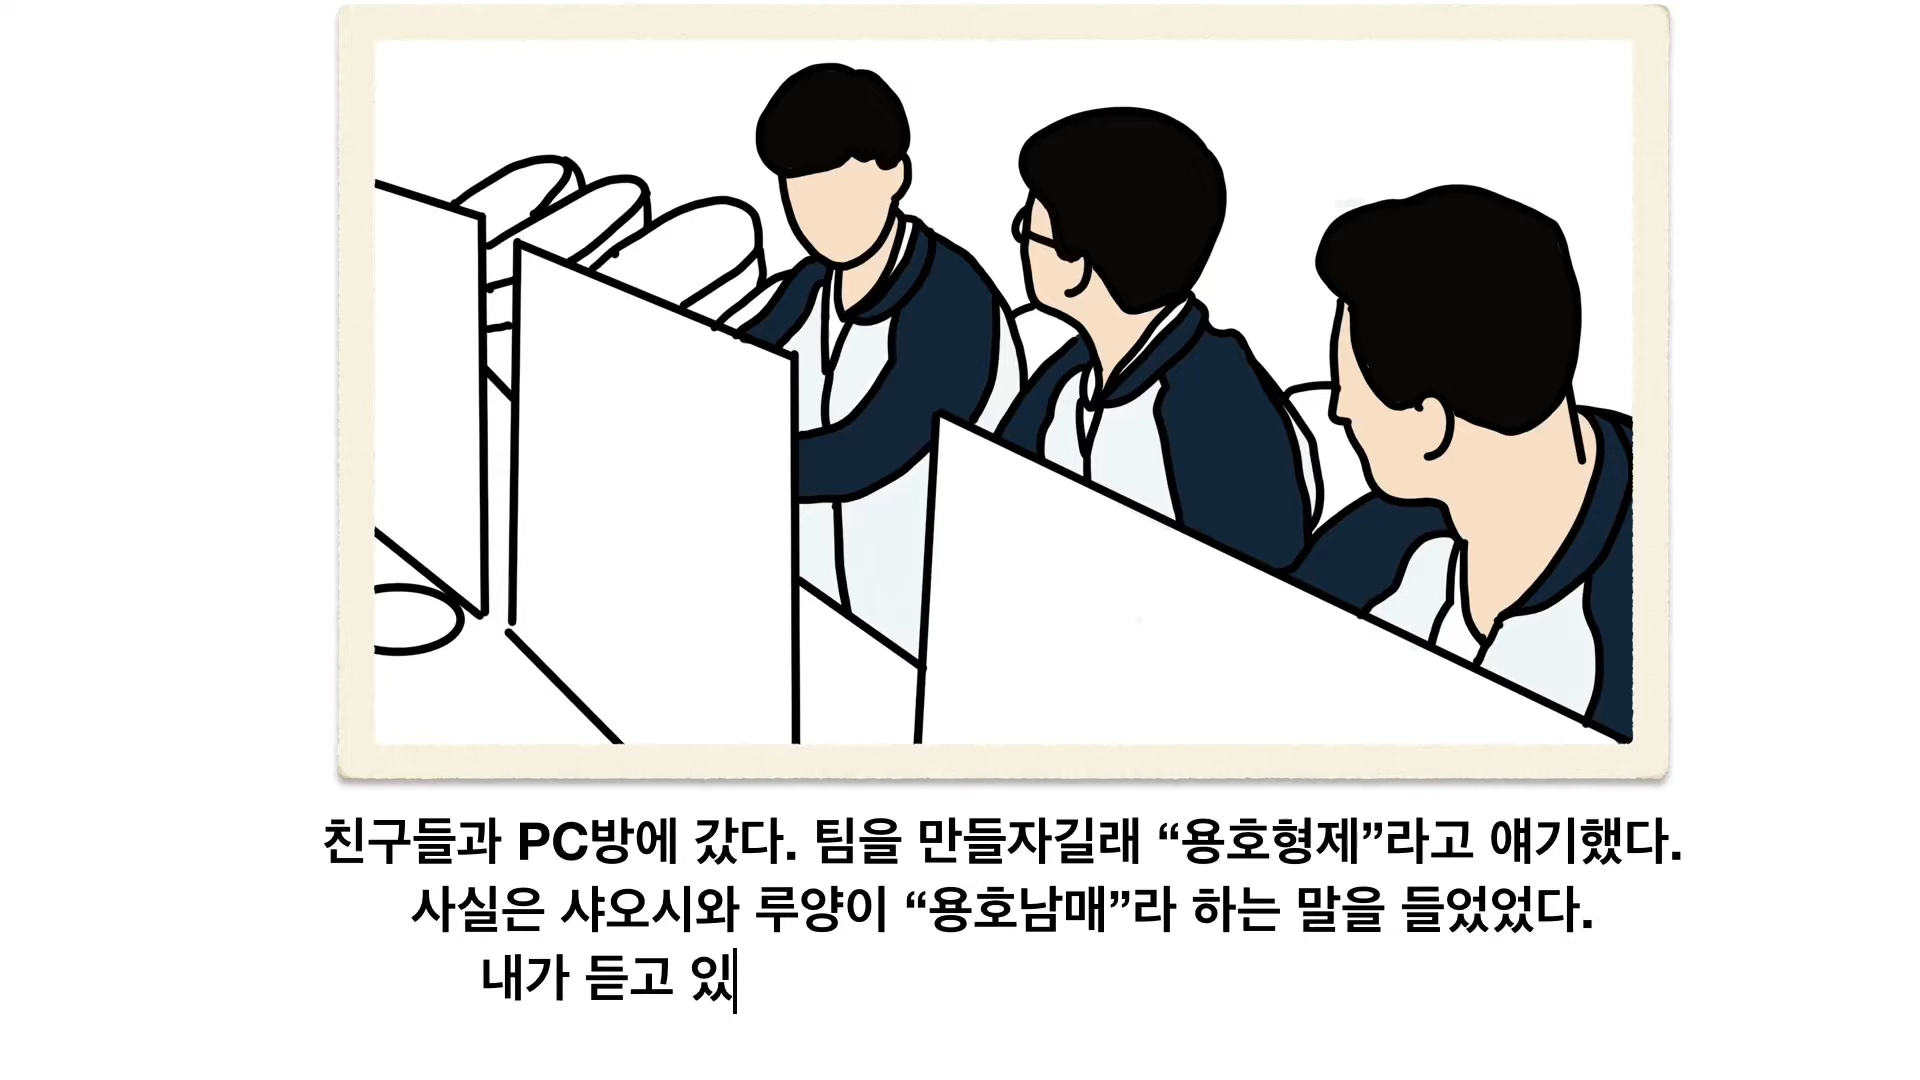 친구들과 PC방에 갔다. 팀을 만들자길래 “용호형제”라고 얘기했다.
사실은 샤오시와 루양이 “용호남매”라 하는 말을 들었었다.
내가 듣고 있